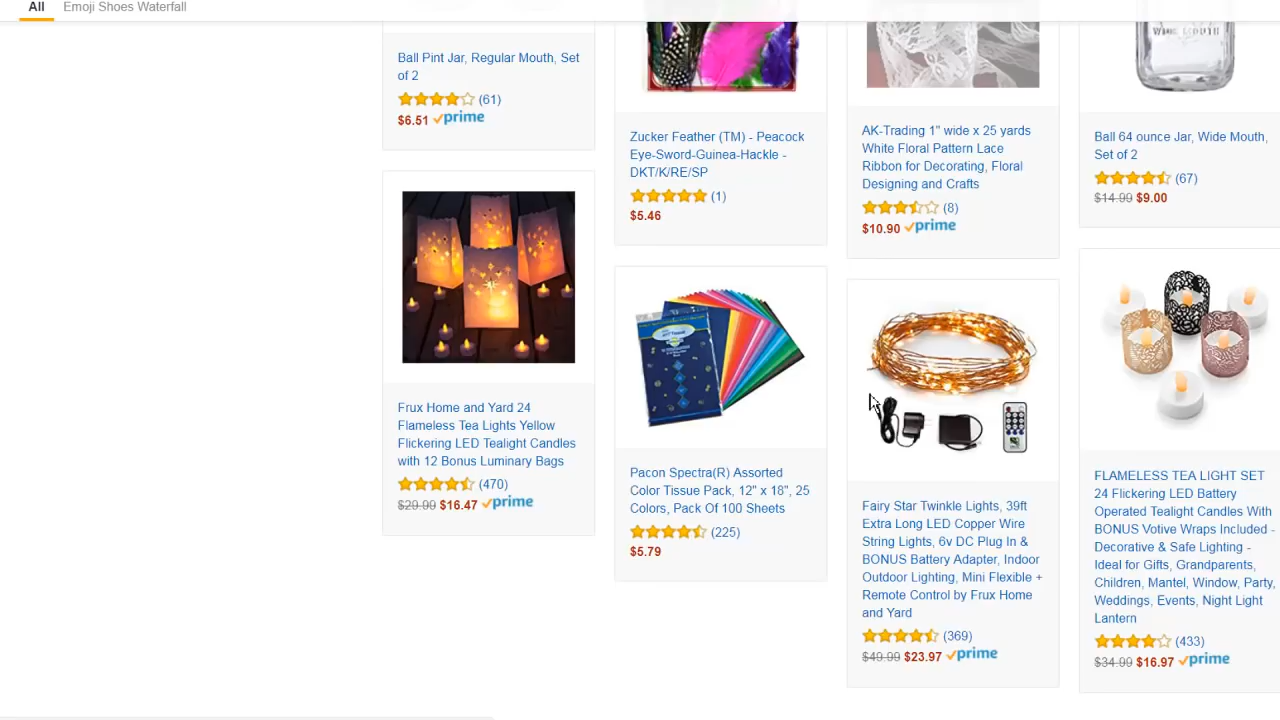 All
Emoji Shoes Waterfall
Ball Pint Jar, Regular Mouth, Set
of 2
(61)
$6.51 prime
Frux Home and Yard 24
Flameless Tea Lights Yellow
Flickering LED Tealight Candles
with 12 Bonus Luminary Bags
(470)
$29.99 $16.47 prime
Zucker Feather (TM) - Peacock
Eye-Sword-Guinea-Hackle -
DKT/K/RE/SP
(1)
$5.46
Pacon Spectra(R) Assorted
Color Tissue Pack, 12" x 18", 25
Colors, Pack Of 100 Sheets
(225)
$5.79
AK-Trading 1" wide x 25 yards
White Floral Pattern Lace
Ribbon for Decorating, Floral
Designing and Crafts
(8)
$10.90 prime
Fairy Star Twinkle Lights, 39ft
Extra Long LED Copper Wire
String Lights, 6v DC Plug In &
BONUS Battery Adapter, Indoor
Outdoor Lighting, Mini Flexible +
Remote Control by Frux Home
and Yard
(369)
$49.99 $23.97 prime
Ball 64 ounce Jar, Wide Mouth,
Set of 2
(67)
$14.99 $9.00
FLAMELESS TEA LIGHT SET
24 Flickering LED Battery
Operated Tealight Candles With
BONUS Votive Wraps Included -
Decorative & Safe Lighting -
Ideal for Gifts, Grandparents,
Children, Mantel, Window, Party,
Weddings, Events, Night Light
Lantern
(433)
$34.99 $16.97 prime